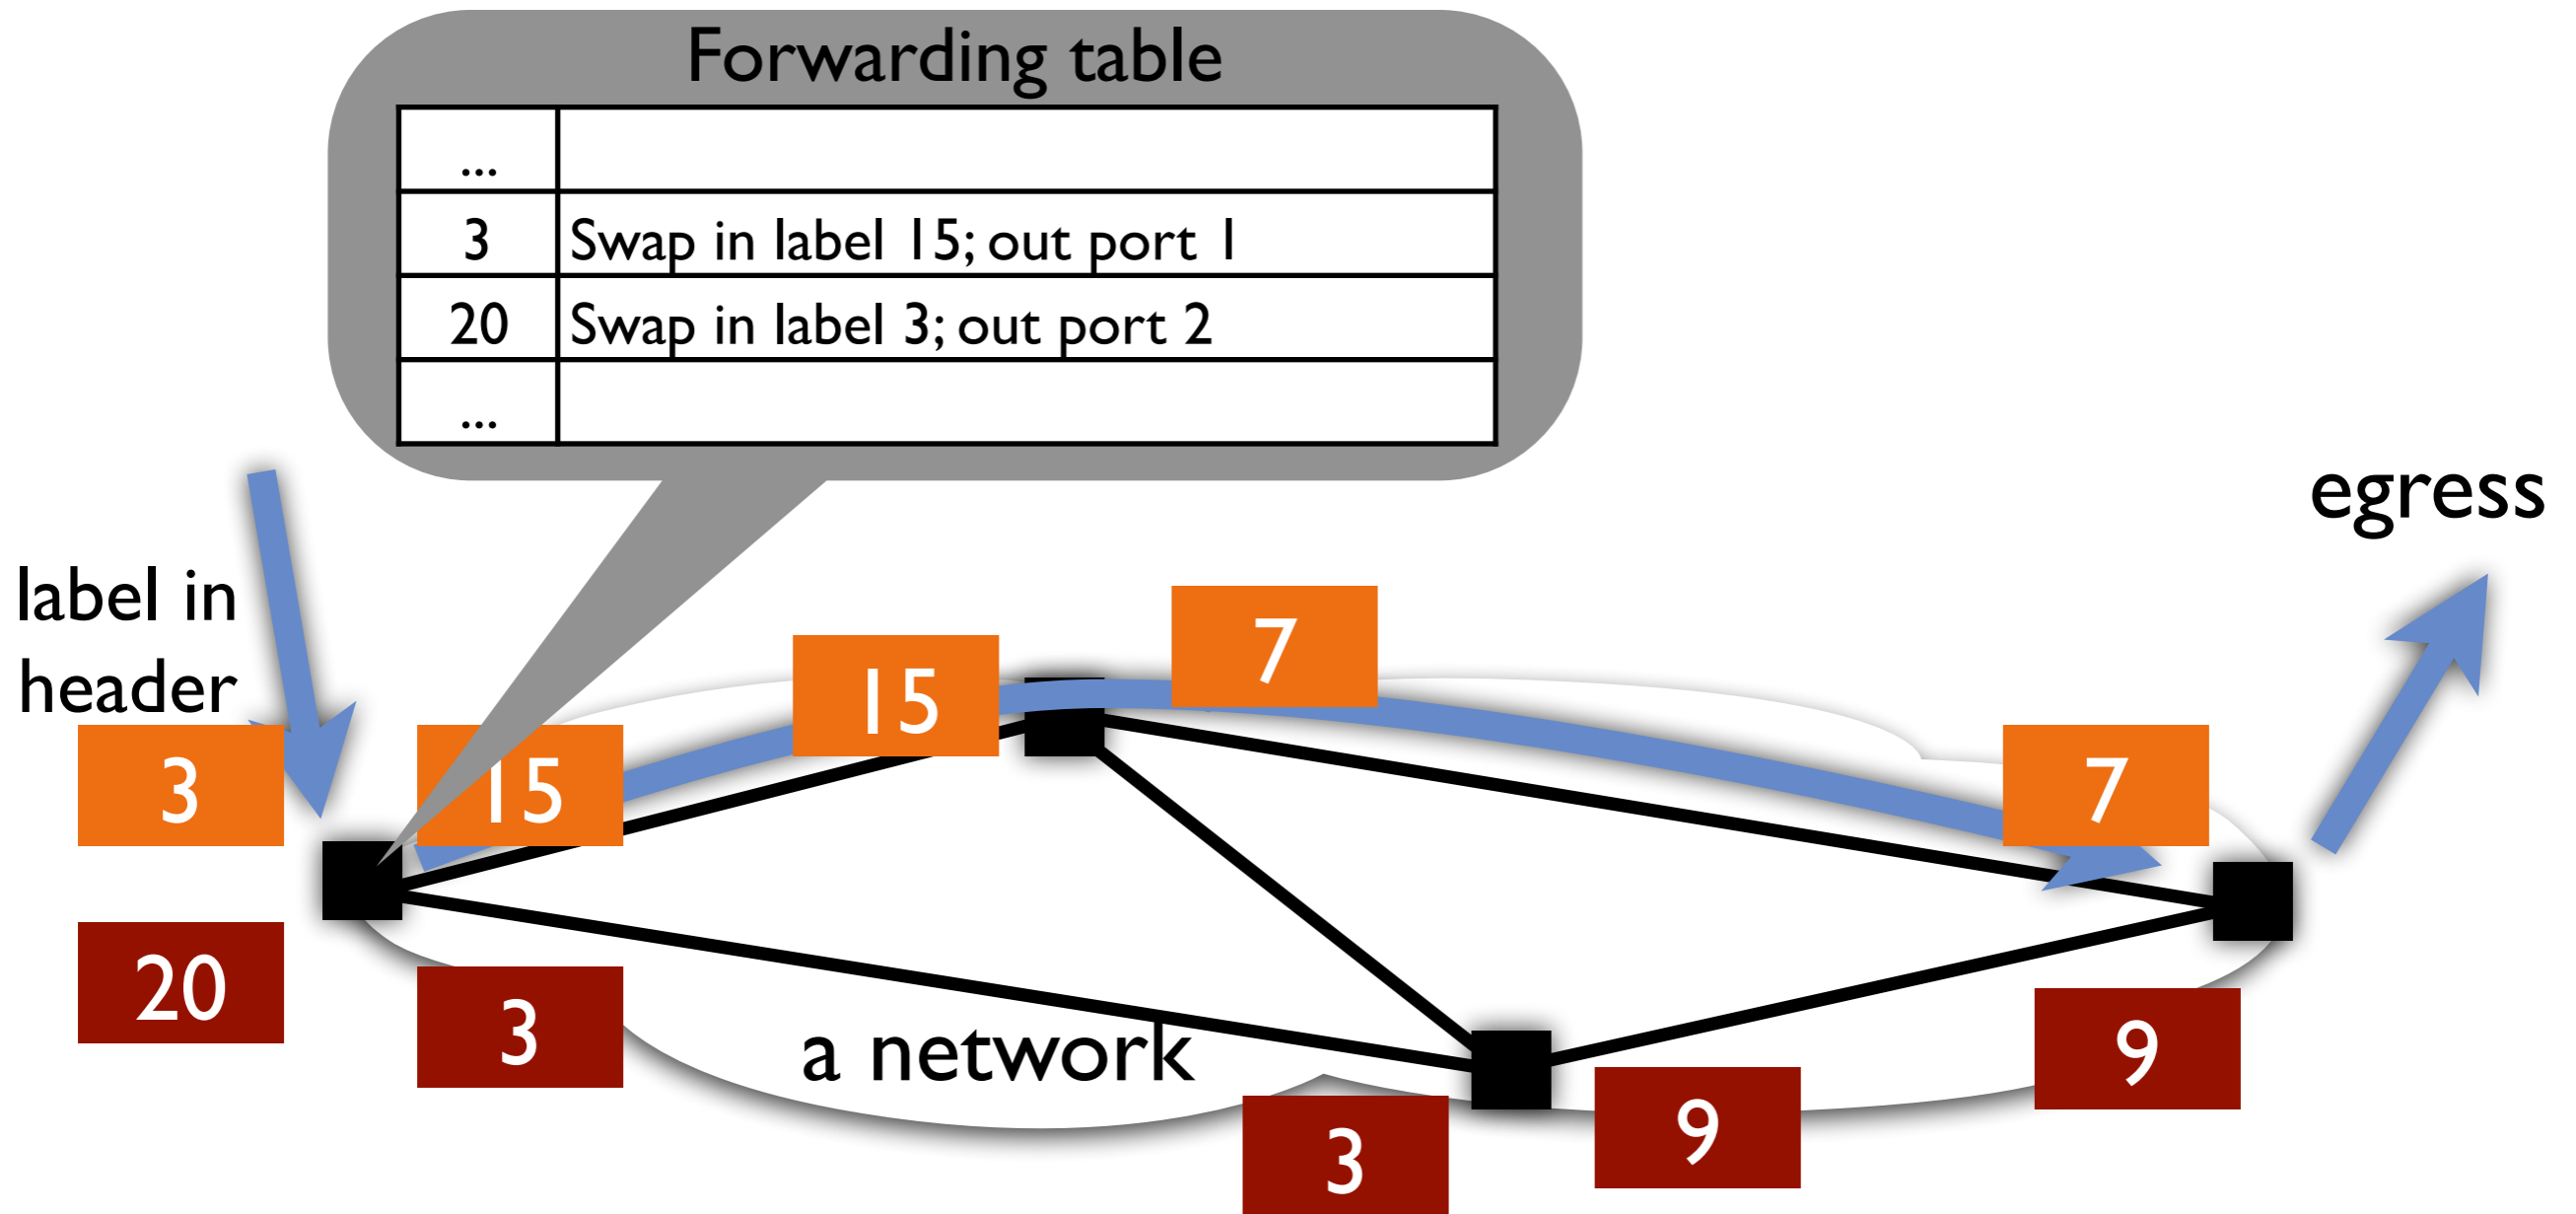 Forwarding table
...
3 Swap in label 15; out port 1
20 Swap in label 3; out port 2
...
egress
label in
header
7
15
3
15
7
20
3
a network
9
9
3